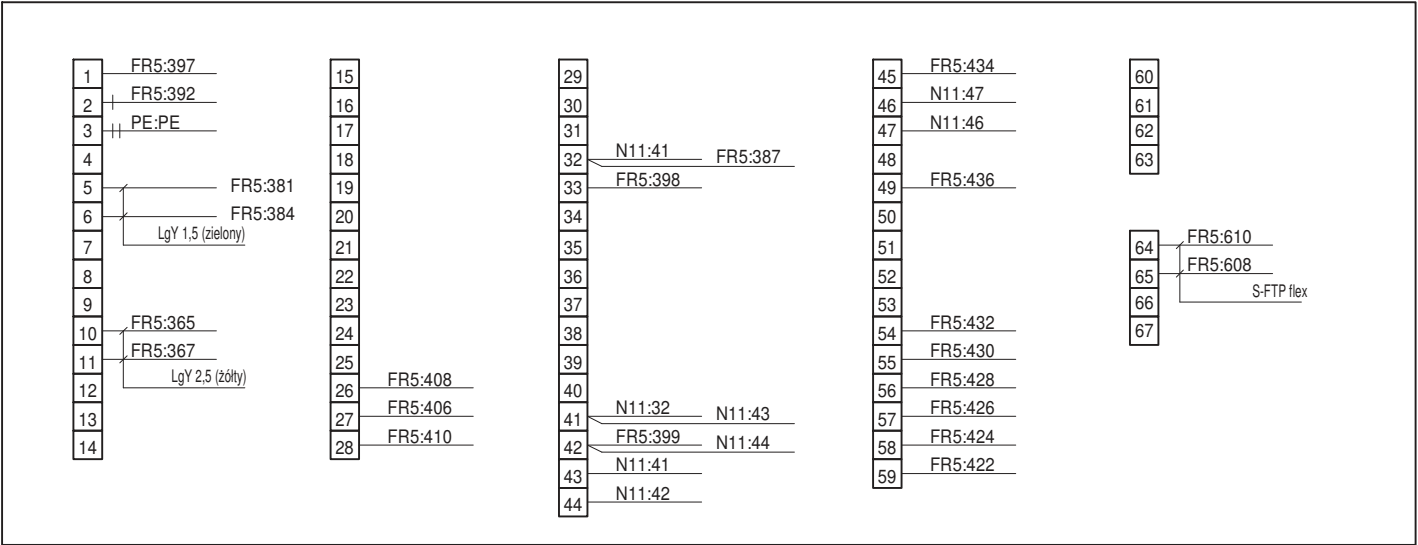 1 FR5:397
2 FR5:392
3 PE:PE
4
5 FR5:381
6 FR5:384
LgY 1,5 (zielony)
7
8
9
10 FR5:365
11 FR5:367
LgY 2,5 (żółty)
12
13
14
15
16
17
18
19
20
21
22
23
24
25
26 FR5:408
27 FR5:406
28 FR5:410
29
30
31
32 N11:41 FR5:387
33 FR5:398
34
35
36
37
38
39
40
41 N11:32 N11:43
42 FR5:399 N11:44
43 N11:41
44 N11:42
45 FR5:434
46 N11:47
47 N11:46
48
49 FR5:436
50
51
52
53
54 FR5:432
55 FR5:430
56 FR5:428
57 FR5:426
58 FR5:424
59 FR5:422
60
61
62
63
64 FR5:610
65 FR5:608
S-FTP flex
66
67